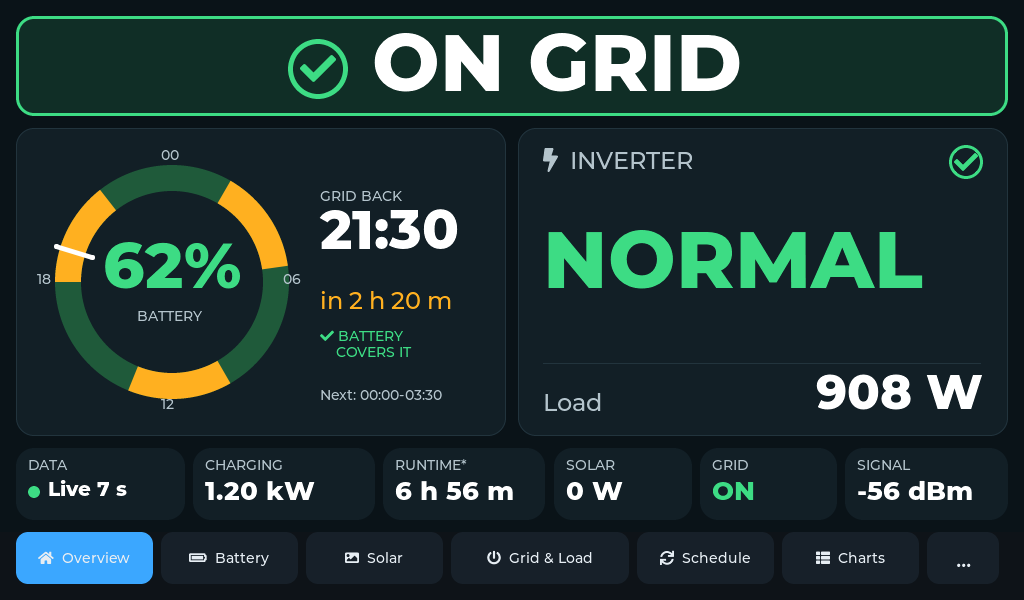 ON GRID
00
06
12
18
62%
BATTERY
GRID BACK
21:30
in 2 h 20 m
BATTERY
COVERS IT
Next: 00:00-03:30
INVERTER
NORMAL
Load
908 W
DATA
Live 7 s
CHARGING
1.20 kW
RUNTIME*
6 h 56 m
SOLAR
0 W
GRID
ON
SIGNAL
-56 dBm
Overview
Battery
Solar
Grid & Load
Schedule
Charts
...